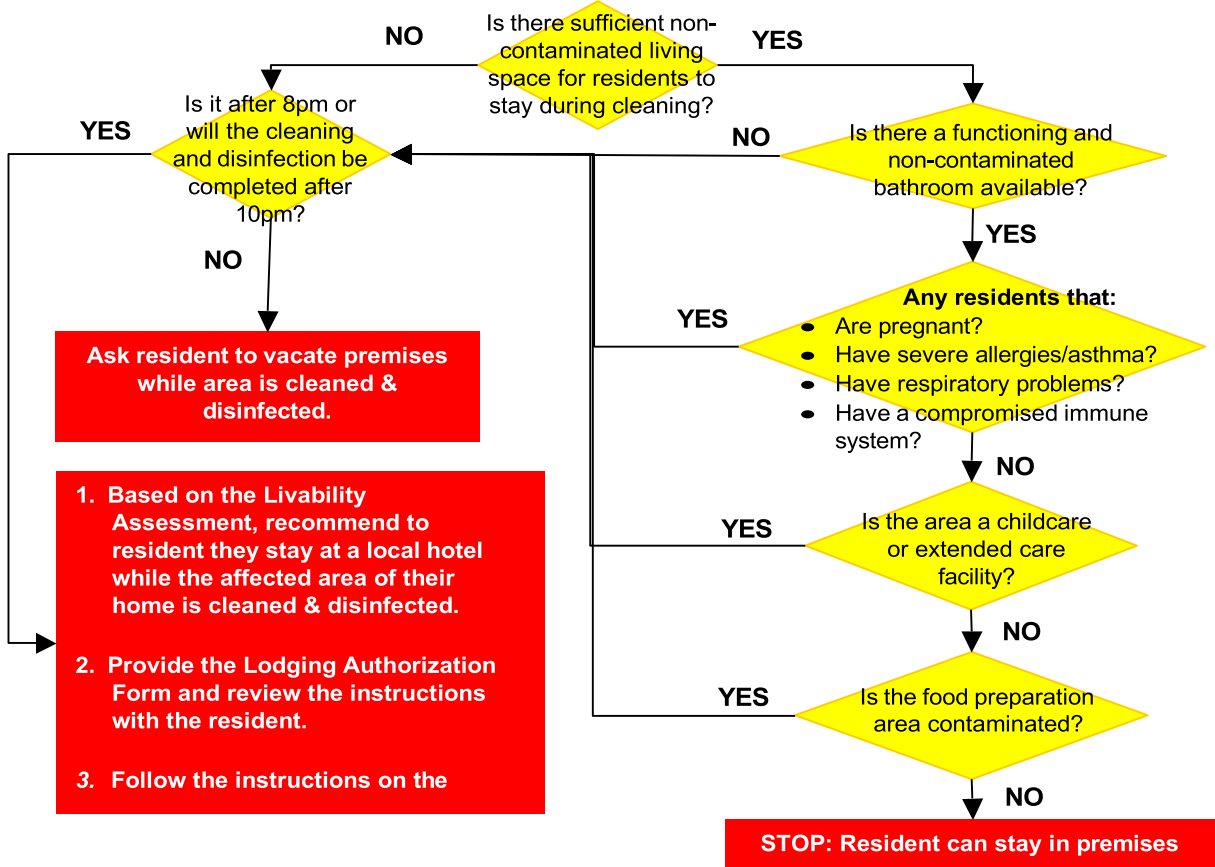 Is there sufficient non-
contaminated living
space for residents to
stay during cleaning?
NO
YES
Is it after 8pm or
will the cleaning
and disinfection be
completed after
10pm?
YES
NO
Is there a functioning and
non-contaminated
bathroom available?
NO
YES
Any residents that:
• Are pregnant?
• Have severe allergies/asthma?
• Have respiratory problems?
• Have a compromised immune
system?
YES
NO
Ask resident to vacate premises
while area is cleaned &
disinfected.
1. Based on the Livability
Assessment, recommend to
resident they stay at a local hotel
while the affected area of their
home is cleaned & disinfected.
2. Provide the Lodging Authorization
Form and review the instructions
with the resident.
3. Follow the instructions on the
Is the area a childcare
or extended care
facility?
YES
NO
Is the food preparation
area contaminated?
YES
NO
STOP: Resident can stay in premises